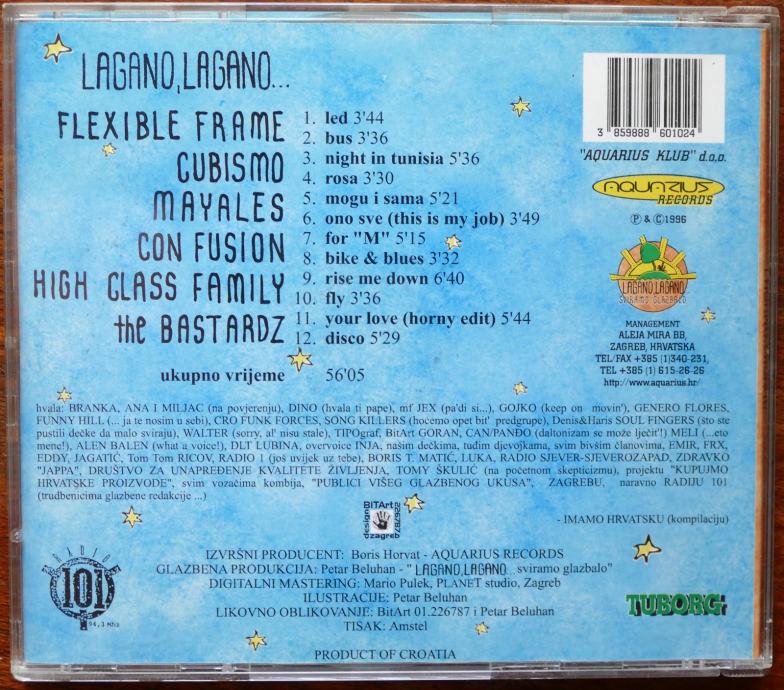 LAGANO, LAGANO...
FLEXIBLE FRAME
CUBISMO
MAYALES
CON FUSION
HIGH CLASS FAMILY
the BASTARDZ
1. led 3'44
2. bus 3'36
3. night in tunisia 5'36
4. rosa 3'30
5. mogu i sama 5'21
6. ono sve (this is my job) 3'49
7. for "M" 5'15
8. bike & blues 3'32
9. rise me down 6'40
10. fly 3'36
11. your love (horny edit) 5'44
12. disco 5'29
ukupno vrijeme 56'05
3 859888 601024
"AQUARIUS KLUB" d.o.o.
AQUARIUS
RECORDS
℗ & © 1996
LAGANO, LAGANO
SVIRAMO GLAZBALO
MANAGEMENT
ALEJA MIRA BB,
ZAGREB, HRVATSKA
TEL/FAX +385 (1)340-231,
TEL +385 (1) 615-26-26
http://www.aquarius.hr/
hvala: BRANKA, ANA I MILJAC (na povjerenju), DINO (hvala ti pape), mf JEX (pa'di si...), GOJKO (keep on movin'), GENERO FLORES,
FUNNY HILL (... ja te nosim u sebi), CRO FUNK FORCES, SONG KILLERS (hoćemo opet bit' predgrupe), Denis&Haris SOUL FINGERS (sto ste
pustili dečke da malo sviraju), WALTER (sorry, al' nisu stale), TIPOgraf, BitArt GORAN, CAN/PANĐO (daltonizam se može lječit'!) MELI (...eto
mene!), ALEN BALEN (what a voice!), DLT LUBINA, overvoice INJA, našim dečkima, tuđim djevojkama, svim bivšim članovima, EMIR, FRX,
EDDY, JAGATIĆ, Tom Tom RICOV, RADIO 1 (još uvijek uz tebe), BORIS T. MATIĆ, LUKA, RADIO SJEVER-SJEVEROZAPAD, ZDRAVKO
"JAPPA", DRUŠTVO ZA UNAPREĐENJE KVALITETE ŽIVLJENJA, TOMY ŠKULIĆ (na početnom skepticizmu), projektu "KUPUJMO
HRVATSKE PROIZVODE", svim vozačima kombija, "PUBLICI VIŠEG GLAZBENOG UKUSA", ZAGREBU, naravno RADIJU 101
(trudbenicima glazbene redakcije ...)
BITArt
design
zagreb
226787
- IMAMO HRVATSKU (kompilaciju)
IZVRŠNI PRODUCENT: Boris Horvat - AQUARIUS RECORDS
GLAZBENA PRODUKCIJA: Petar Beluhan - "LAGANO, LAGANO...sviramo glazbalo"
DIGITALNI MASTERING: Mario Pulek, PLANET studio, Zagreb
ILUSTRACIJE: Petar Beluhan
LIKOVNO OBLIKOVANJE: BitArt 01.226787 i Petar Beluhan
TISAK: Amstel
RADIO
101
94,3 Mhz
TUBORG
PRODUCT OF CROATIA